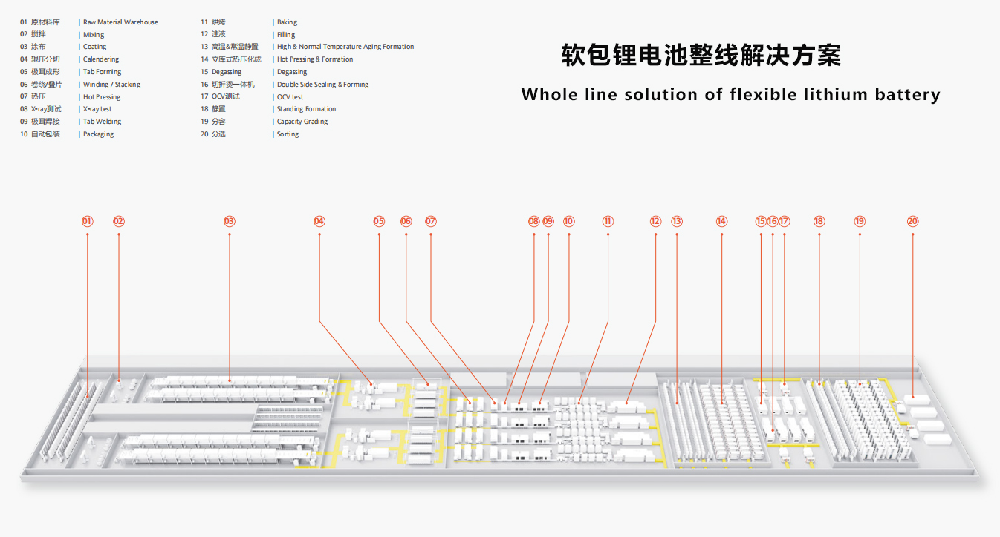 01 原材料库 | Raw Material Warehouse
02 搅拌 | Mixing
03 涂布 | Coating
04 辊压分切 | Calendering
05 极耳成形 | Tab Forming
06 卷绕/叠片 | Winding / Stacking
07 热压 | Hot Pressing
08 X-ray测试 | X-ray test
09 极耳焊接 | Tab Welding
10 自动包装 | Packaging
11 烘烤 | Baking
12 注液 | Filling
13 高温&常温静置 | High & Normal Temperature Aging Formation
14 立库式热压化成 | Hot Pressing & Formation
15 Degassing | Degassing
16 切折烫一体机 | Double Side Sealing & Forming
17 OCV测试 | OCV test
18 静置 | Standing Formation
19 分容 | Capacity Grading
20 分选 | Sorting
软包锂电池整线解决方案
Whole line solution of flexible lithium battery
01 02 03 04 05 06 07 08 09 10 11 12 13 14 15 16 17 18 19 20